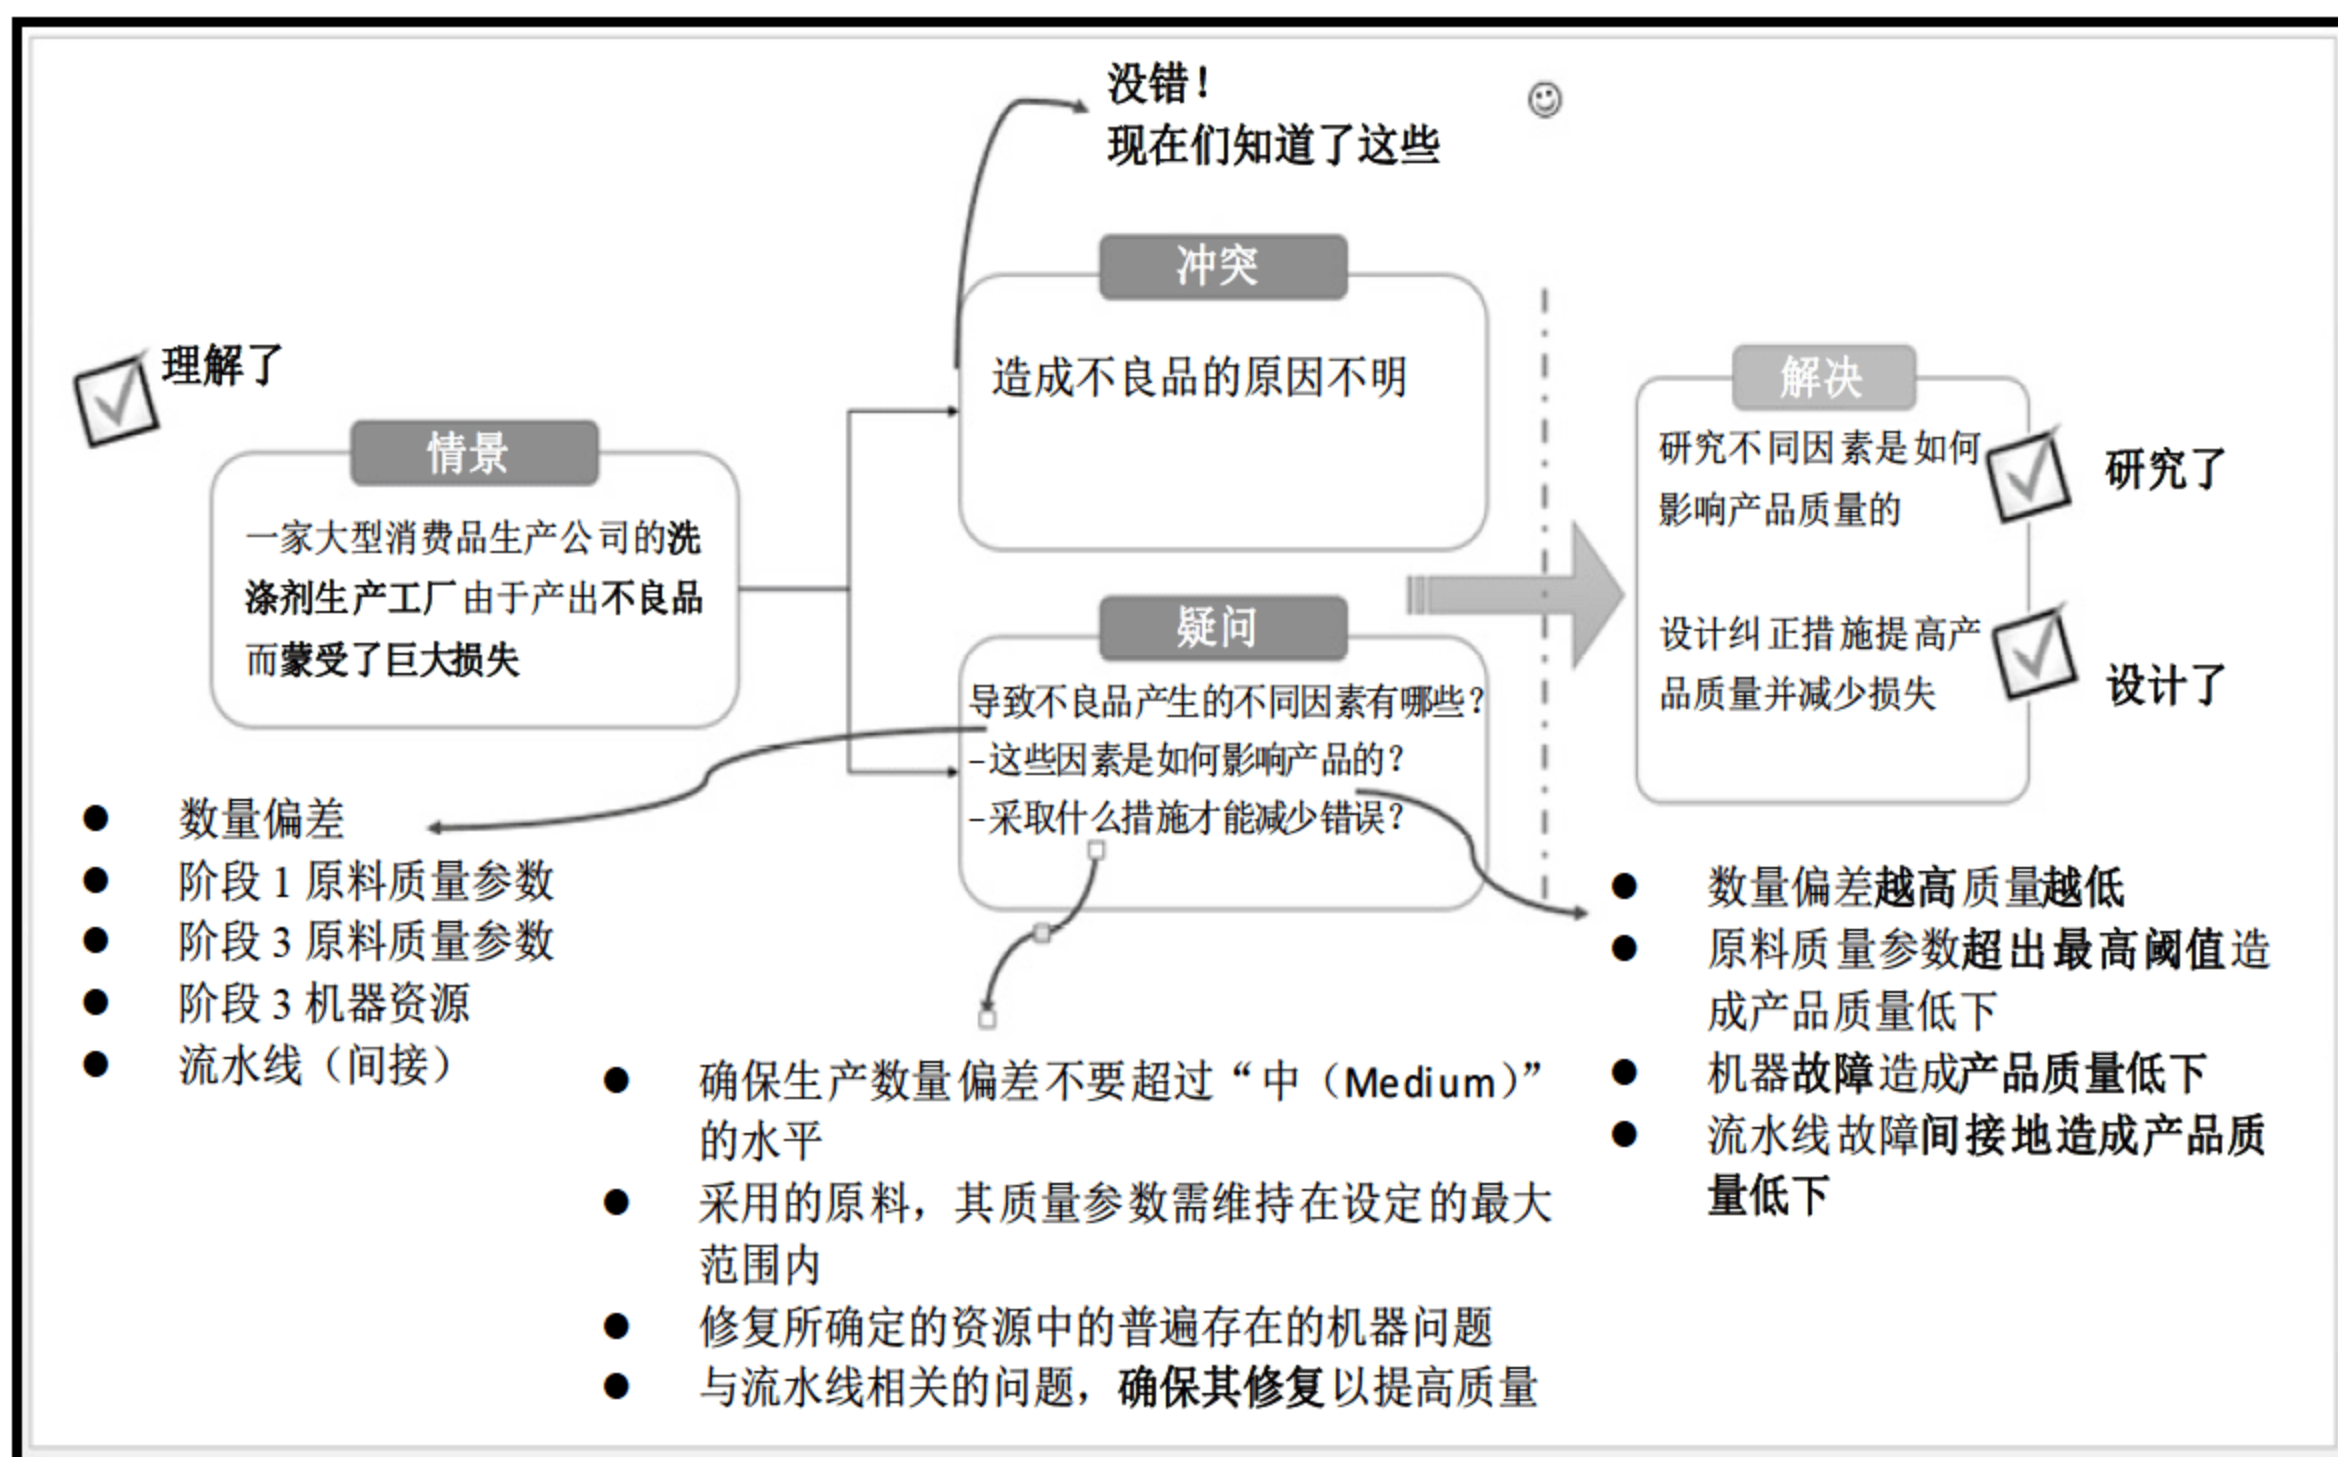 没错！
现在们知道了这些
理解了
情景
一家大型消费品生产公司的洗
涤剂生产工厂由于产出不良品
而蒙受了巨大损失
冲突
造成不良品的原因不明
疑问
导致不良品产生的不同因素有哪些？
–这些因素是如何影响产品的？
–采取什么措施才能减少错误？
解决
研究不同因素是如何
影响产品质量的
设计纠正措施提高产
品质量并减少损失
研究了
设计了
● 数量偏差
● 阶段 1 原料质量参数
● 阶段 3 原料质量参数
● 阶段 3 机器资源
● 流水线（间接）
● 确保生产数量偏差不要超过“中（Medium）”
的水平
● 采用的原料，其质量参数需维持在设定的最大
范围内
● 修复所确定的资源中的普遍存在的机器问题
● 与流水线相关的问题，确保其修复以提高质量
● 数量偏差越高质量越低
● 原料质量参数超出最高阈值造
成产品质量低下
● 机器故障造成产品质量低下
● 流水线故障间接地造成产品质
量低下